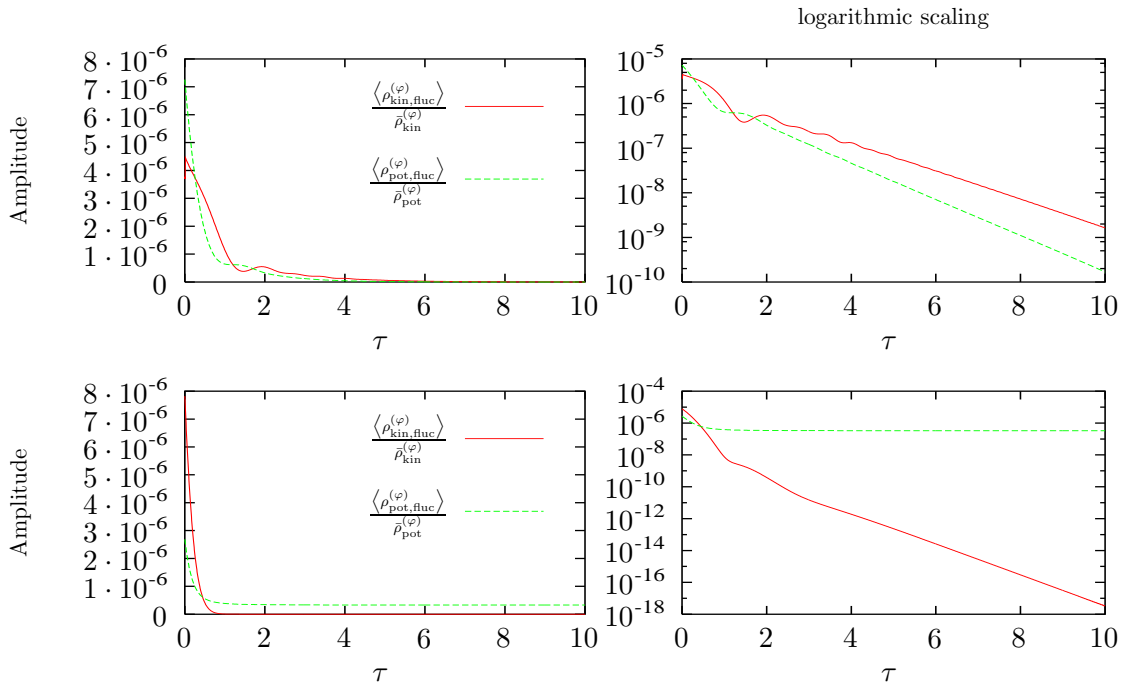 logarithmic scaling
Amplitude
8·10⁻⁶
7·10⁻⁶
6·10⁻⁶
5·10⁻⁶
4·10⁻⁶
3·10⁻⁶
2·10⁻⁶
1·10⁻⁶
0
0 2 4 6 8 10
τ
⟨ρ_kin,fluc^(φ)⟩ / ρ̄_kin^(φ)
⟨ρ_pot,fluc^(φ)⟩ / ρ̄_pot^(φ)
10⁻⁵
10⁻⁶
10⁻⁷
10⁻⁸
10⁻⁹
10⁻¹⁰
0 2 4 6 8 10
τ
Amplitude
8·10⁻⁶
7·10⁻⁶
6·10⁻⁶
5·10⁻⁶
4·10⁻⁶
3·10⁻⁶
2·10⁻⁶
1·10⁻⁶
0
0 2 4 6 8 10
τ
⟨ρ_kin,fluc^(φ)⟩ / ρ̄_kin^(φ)
⟨ρ_pot,fluc^(φ)⟩ / ρ̄_pot^(φ)
10⁻⁴
10⁻⁶
10⁻⁸
10⁻¹⁰
10⁻¹²
10⁻¹⁴
10⁻¹⁶
10⁻¹⁸
0 2 4 6 8 10
τ